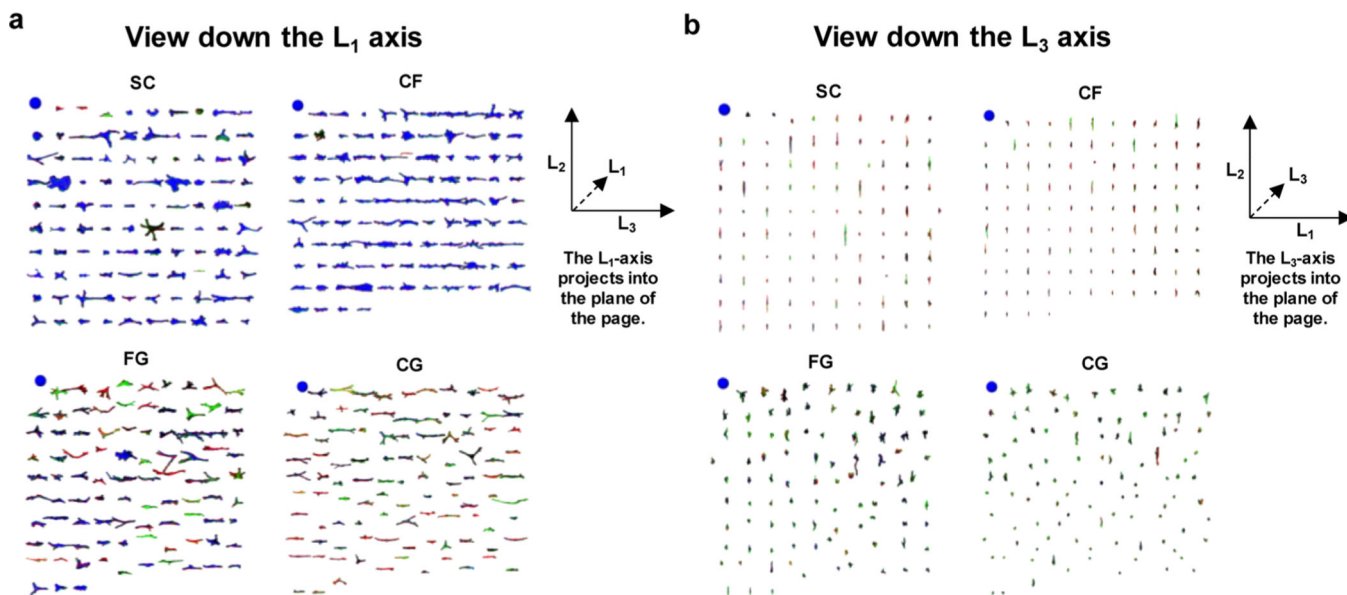 a
View down the L₁ axis
SC
CF
L₂
L₁
L₃
The L₁-axis
projects into
the plane of
the page.
FG
CG
b
View down the L₃ axis
SC
CF
L₂
L₃
L₁
The L₃-axis
projects into
the plane of
the page.
FG
CG